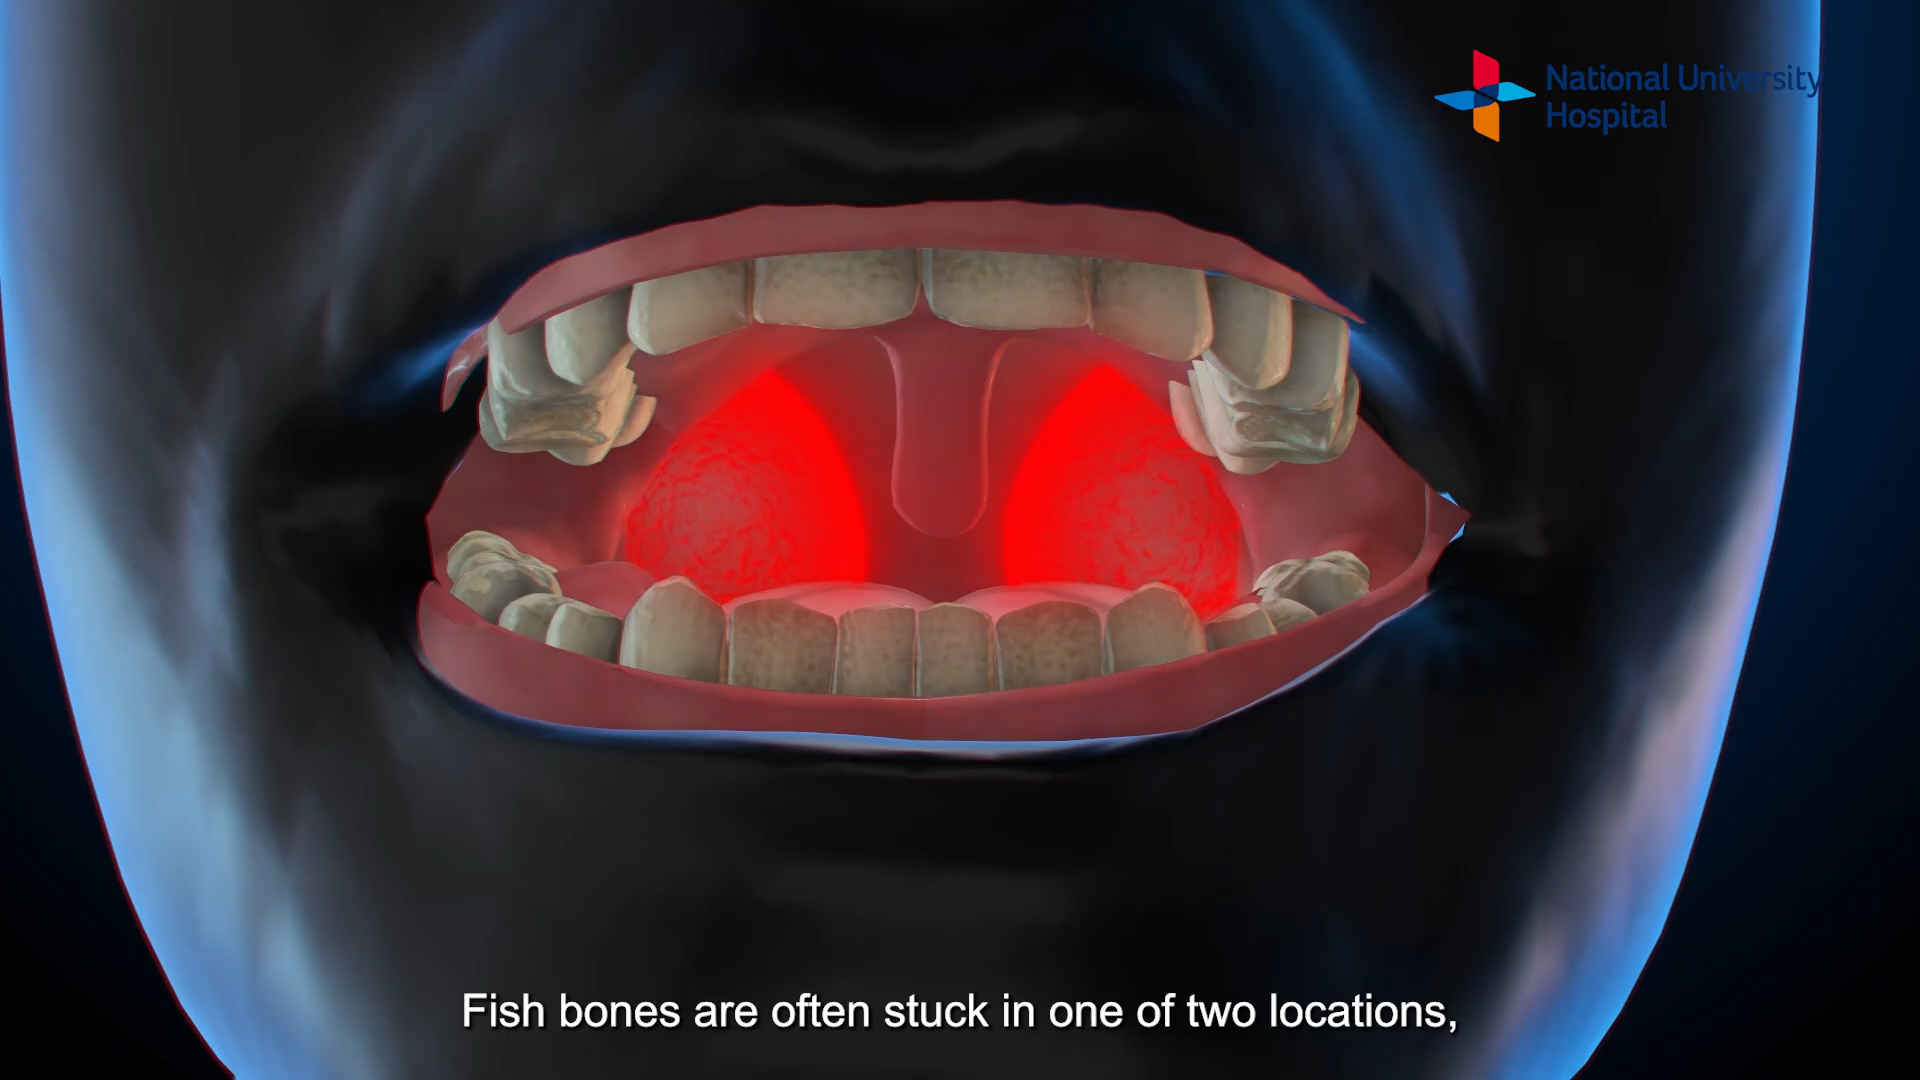 National University
Hospital
Fish bones are often stuck in one of two locations,